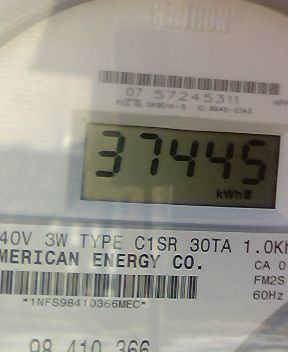 CENTRON
07 57245311
37445
kWh
40V 3W TYPE C1SR 30TA 1.0K
MERICAN ENERGY CO.
CA 0
FM2S
60Hz
*1NFS98410366MEC*
98 410 366